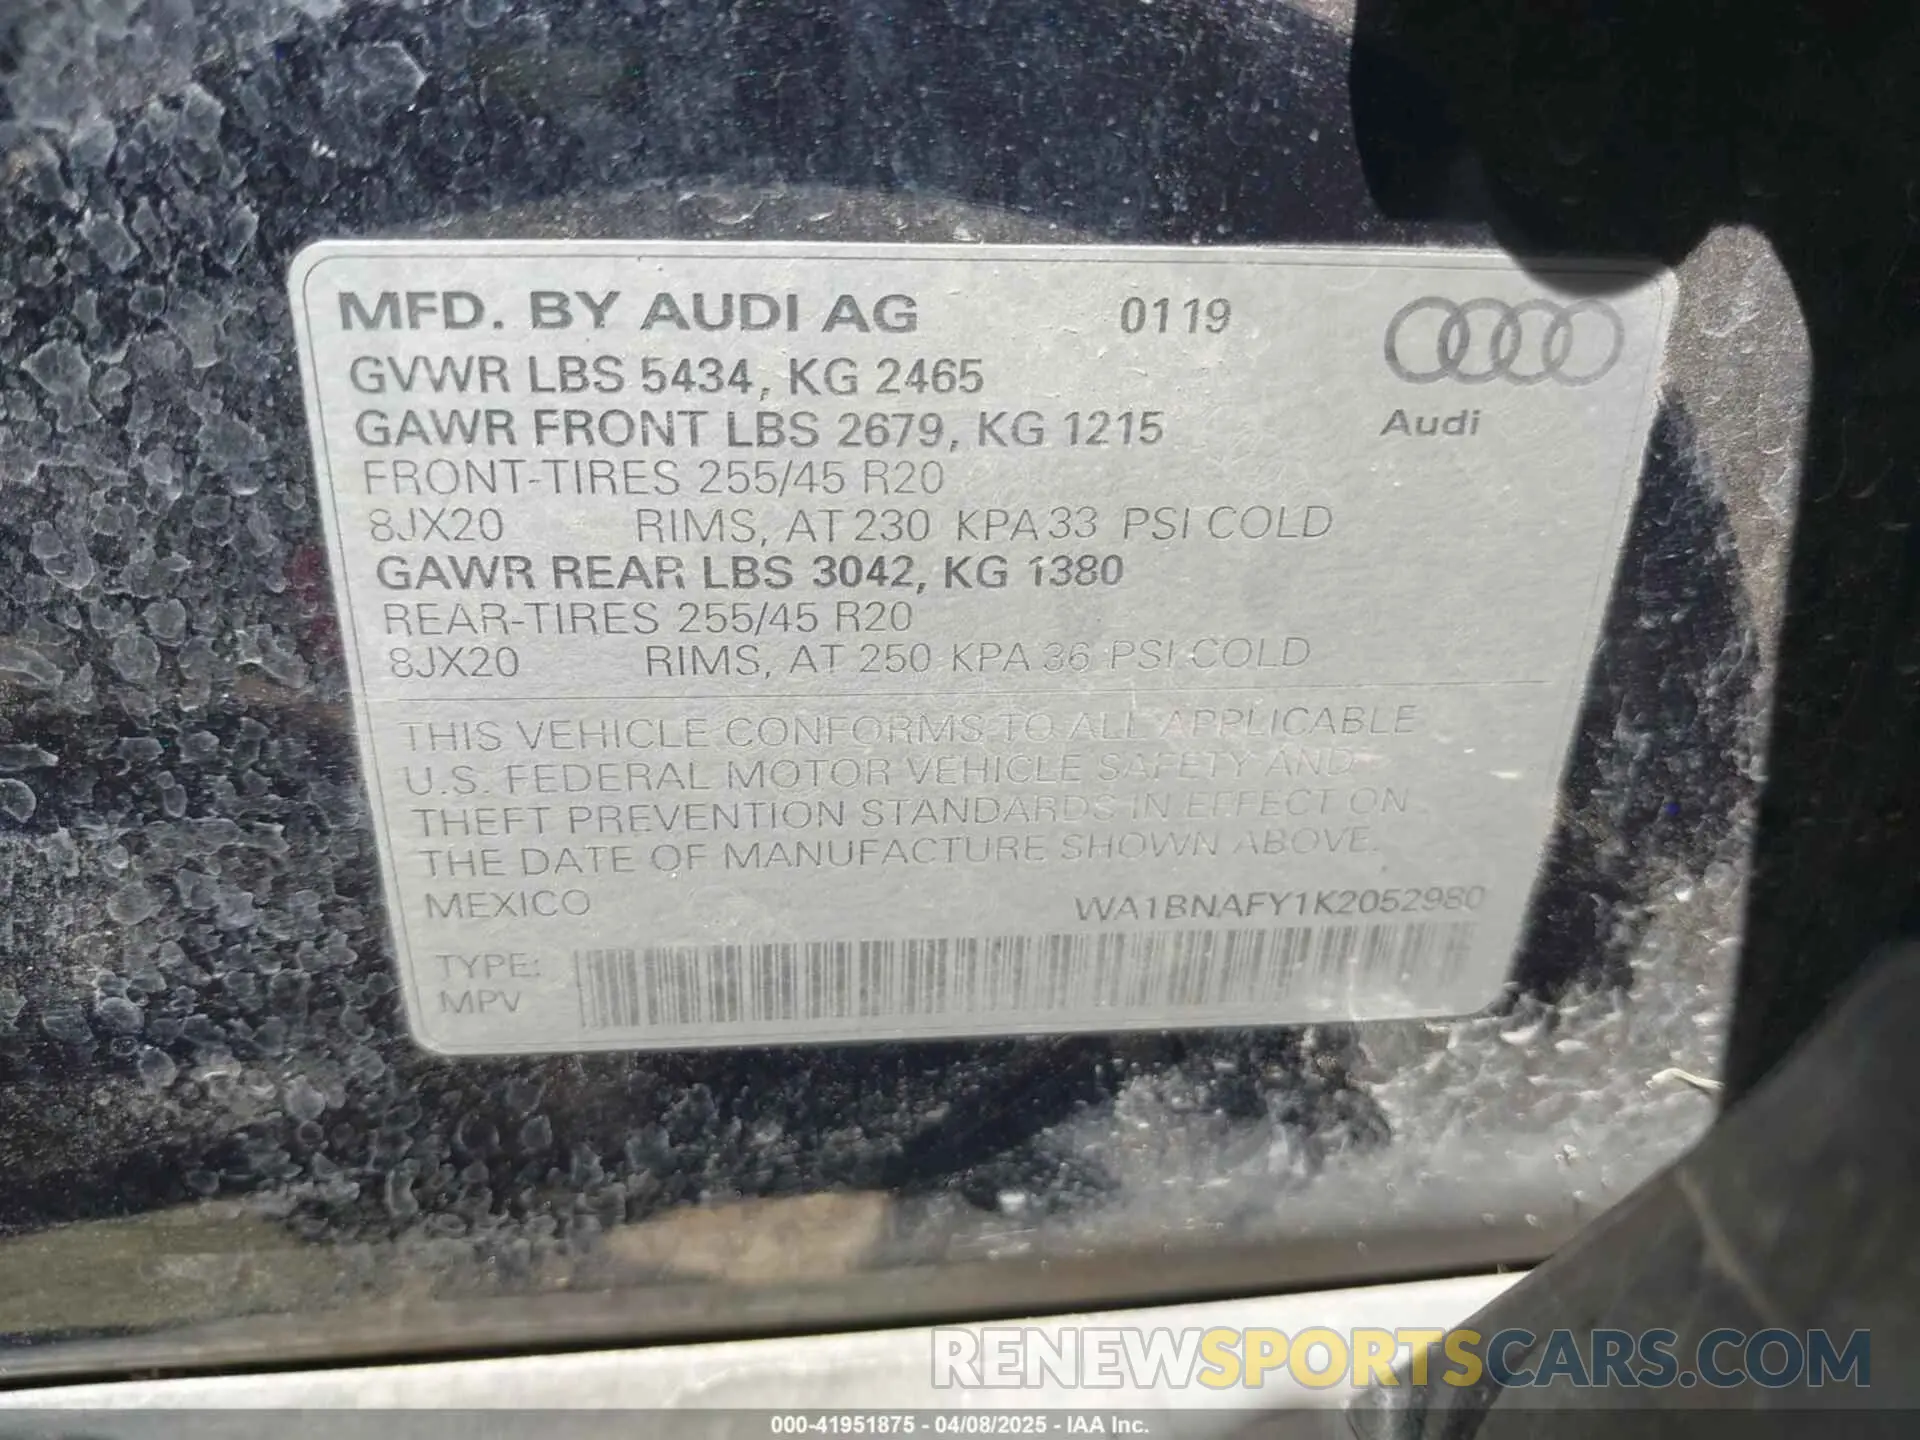 MFD. BY AUDI AG 0119
GVWR LBS 5434, KG 2465
GAWR FRONT LBS 2679, KG 1215
Audi
FRONT-TIRES 255/45 R20
8JX20 RIMS, AT 230 KPA 33 PSI COLD
GAWR REAR LBS 3042, KG 1380
REAR-TIRES 255/45 R20
8JX20 RIMS, AT 250 KPA 36 PSI COLD
THIS VEHICLE CONFORMS TO ALL APPLICABLE
U.S. FEDERAL MOTOR VEHICLE SAFETY AND
THEFT PREVENTION STANDARDS IN EFFECT ON
THE DATE OF MANUFACTURE SHOWN ABOVE.
MEXICO WA1BNAFY1K2052980
TYPE:
MPV
RENEWSPORTSCARS.COM
000-41951875 - 04/08/2025 - IAA Inc.